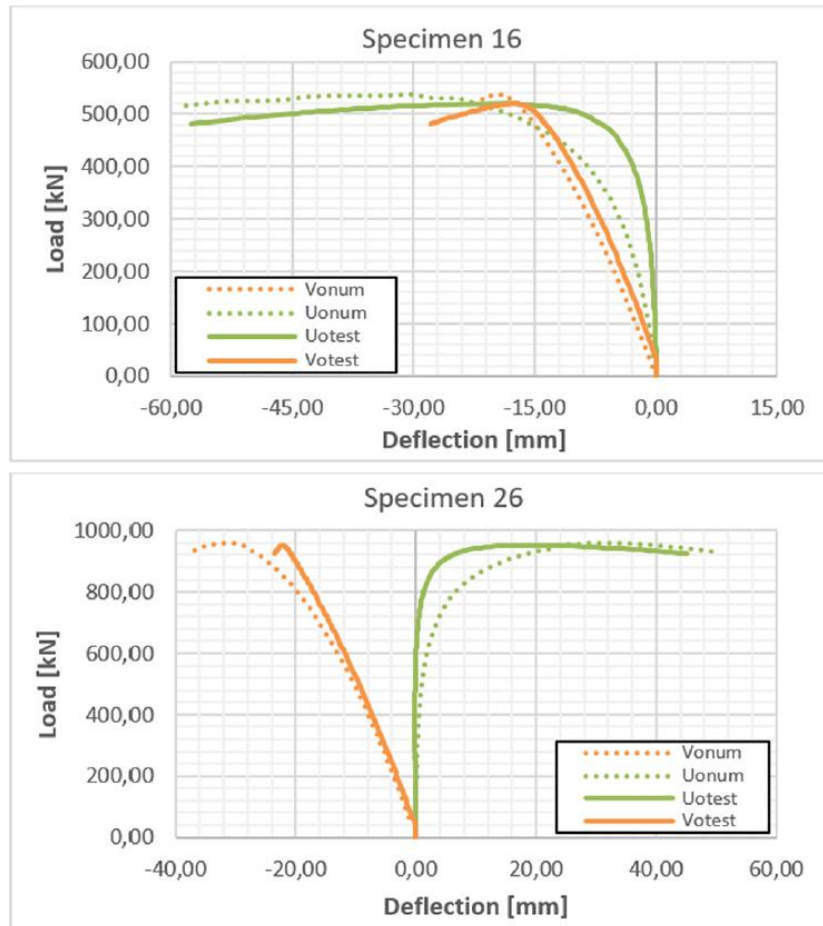 Specimen 16
600,00
500,00
400,00
300,00
200,00
100,00
0,00
Load [kN]
Vonum
Uonum
Uotest
Votest
-60,00 -45,00 -30,00 -15,00 0,00 15,00
Deflection [mm]
Specimen 26
1000,00
800,00
600,00
400,00
200,00
0,00
Load [kN]
Vonum
Uonum
Uotest
Votest
-40,00 -20,00 0,00 20,00 40,00 60,00
Deflection [mm]